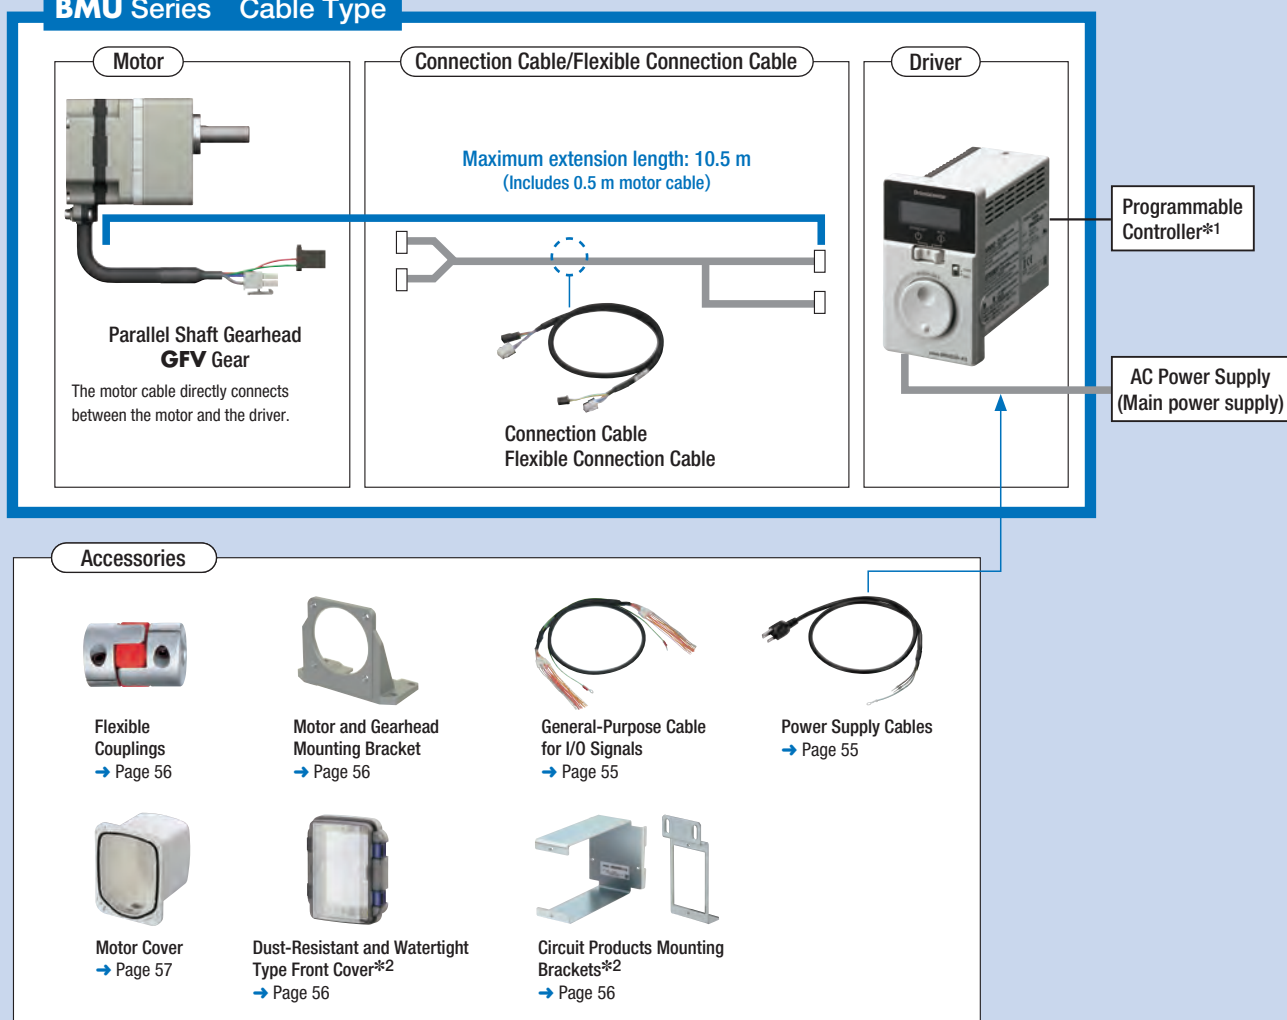 BMU Series Cable Type
Motor
Connection Cable/Flexible Connection Cable
Driver
Maximum extension length: 10.5 m
(Includes 0.5 m motor cable)
Programmable
Controller*1
Parallel Shaft Gearhead
GFV Gear
The motor cable directly connects
between the motor and the driver.
Connection Cable
Flexible Connection Cable
AC Power Supply
(Main power supply)
Accessories
Flexible
Couplings
➜ Page 56
Motor and Gearhead
Mounting Bracket
➜ Page 56
General-Purpose Cable
for I/O Signals
➜ Page 55
Power Supply Cables
➜ Page 55
Motor Cover
➜ Page 57
Dust-Resistant and Watertight
Type Front Cover*2
➜ Page 56
Circuit Products Mounting
Brackets*2
➜ Page 56